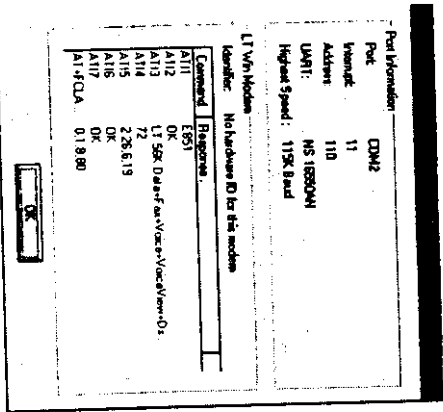 Port Information
Port: COM2
Interrupt: 11
Address: 110
UART: NS 16550AN
Highest Speed: 115K Baud
LT Win Modem
Identifier: No hardware ID for this modem
Command Response
ATI1 E851
ATI2 OK
ATI3 LT 56K Data+Fax+Voice+VoiceView+Ds
ATI4 72
ATI5 2.26.6.19
ATI6 OK
ATI7 OK
AT+FCLA... 0,1,8,80
OK